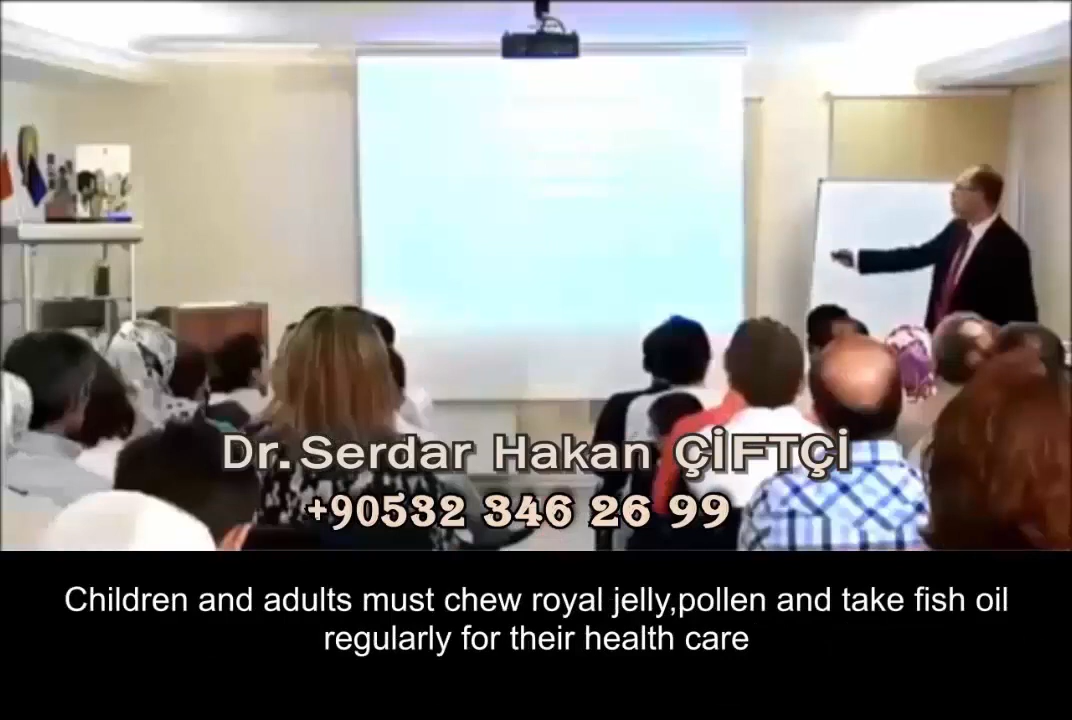 Dr. Serdar Hakan ÇİFTÇİ
+90532 346 26 99
Children and adults must chew royal jelly,pollen and take fish oil
regularly for their health care